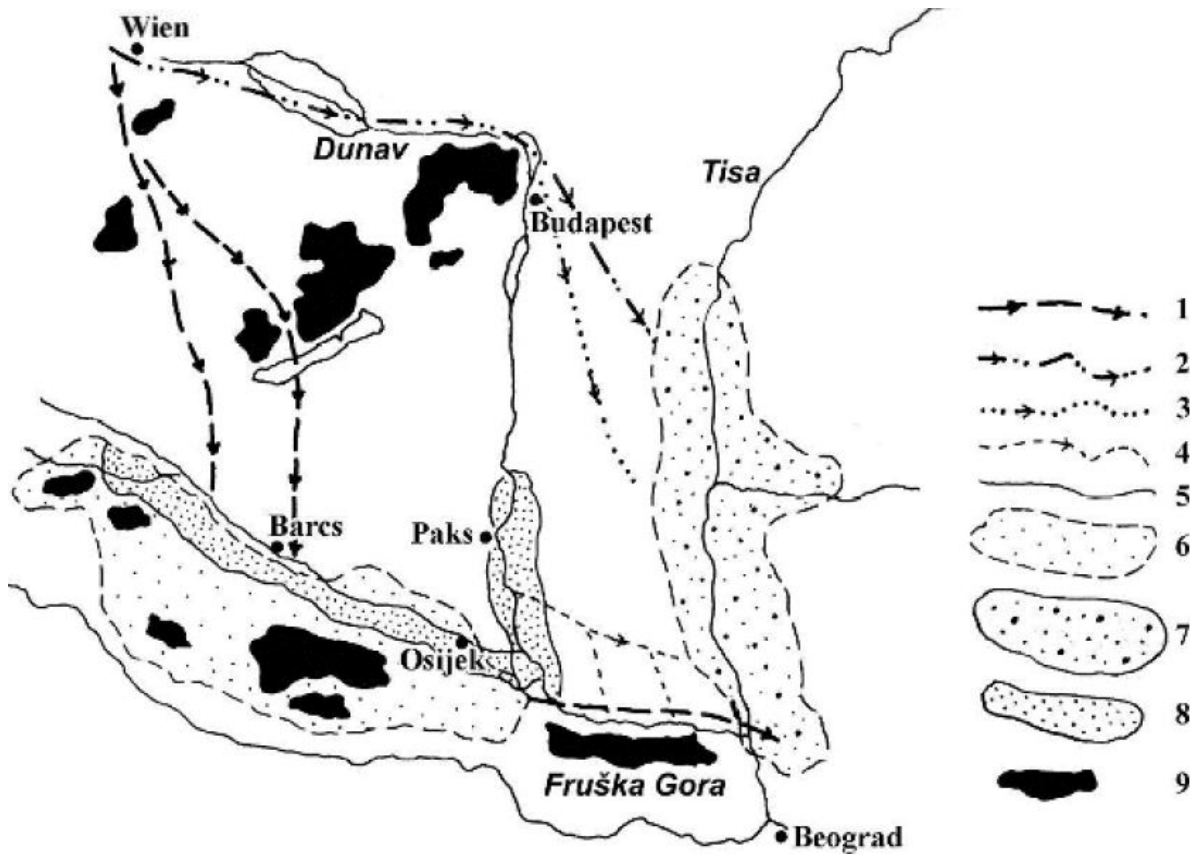 Wien
Dunav
Tisa
Budapest
1
2
3
4
5
Barcs
Paks
6
Osijek
7
8
Fruška Gora
9
Beograd